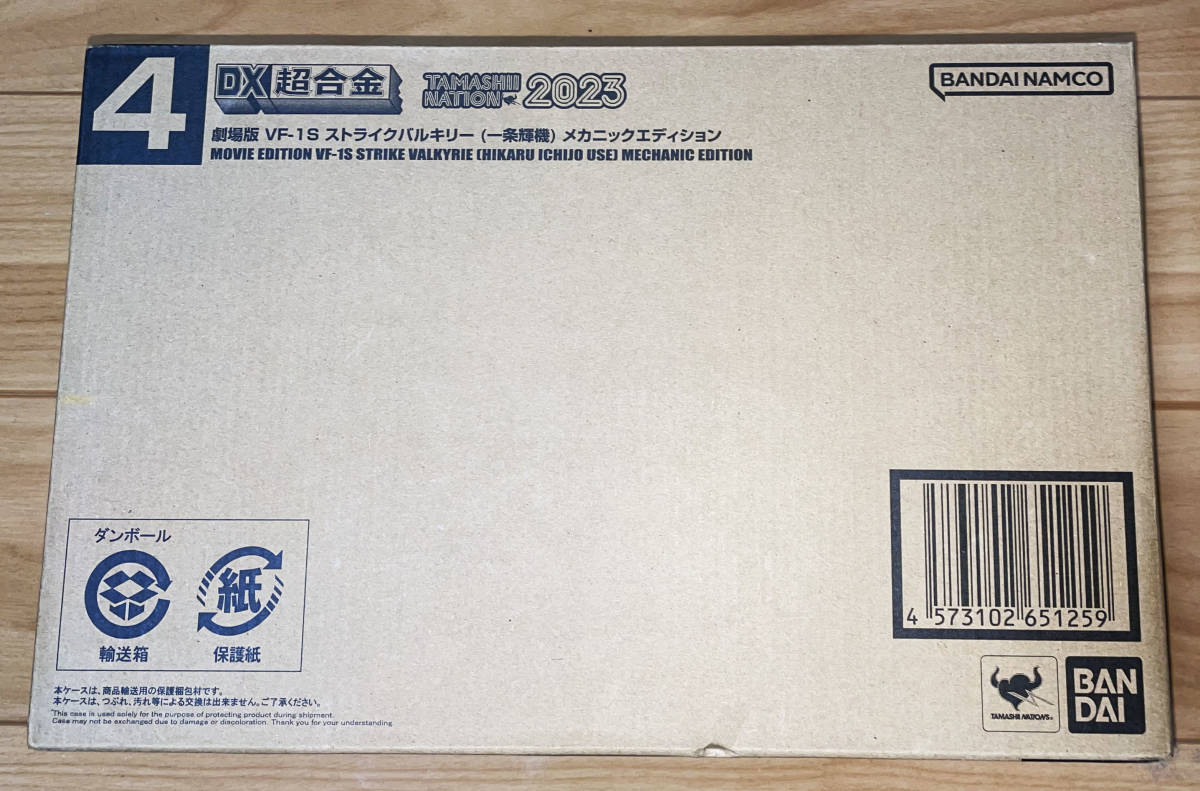 4
DX超合金
TAMASHII NATION 2023
BANDAI NAMCO
劇場版 VF-1S ストライクバルキリー (一条輝機) メカニックエディション
MOVIE EDITION VF-1S STRIKE VALKYRIE (HIKARU ICHIJO USE) MECHANIC EDITION
ダンボール
輸送箱
紙
保護紙
4 573102 651259
本ケースは、商品輸送用の保護梱包材です。
本ケースは、つぶれ、汚れ等による交換は出来ません。ご了承ください。
*This case is used solely for the purpose of protecting product during shipment.
Case may not be exchanged due to damage or discoloration. Thank you for your understanding.
TAMASHII NATIONS
BAN
DAI